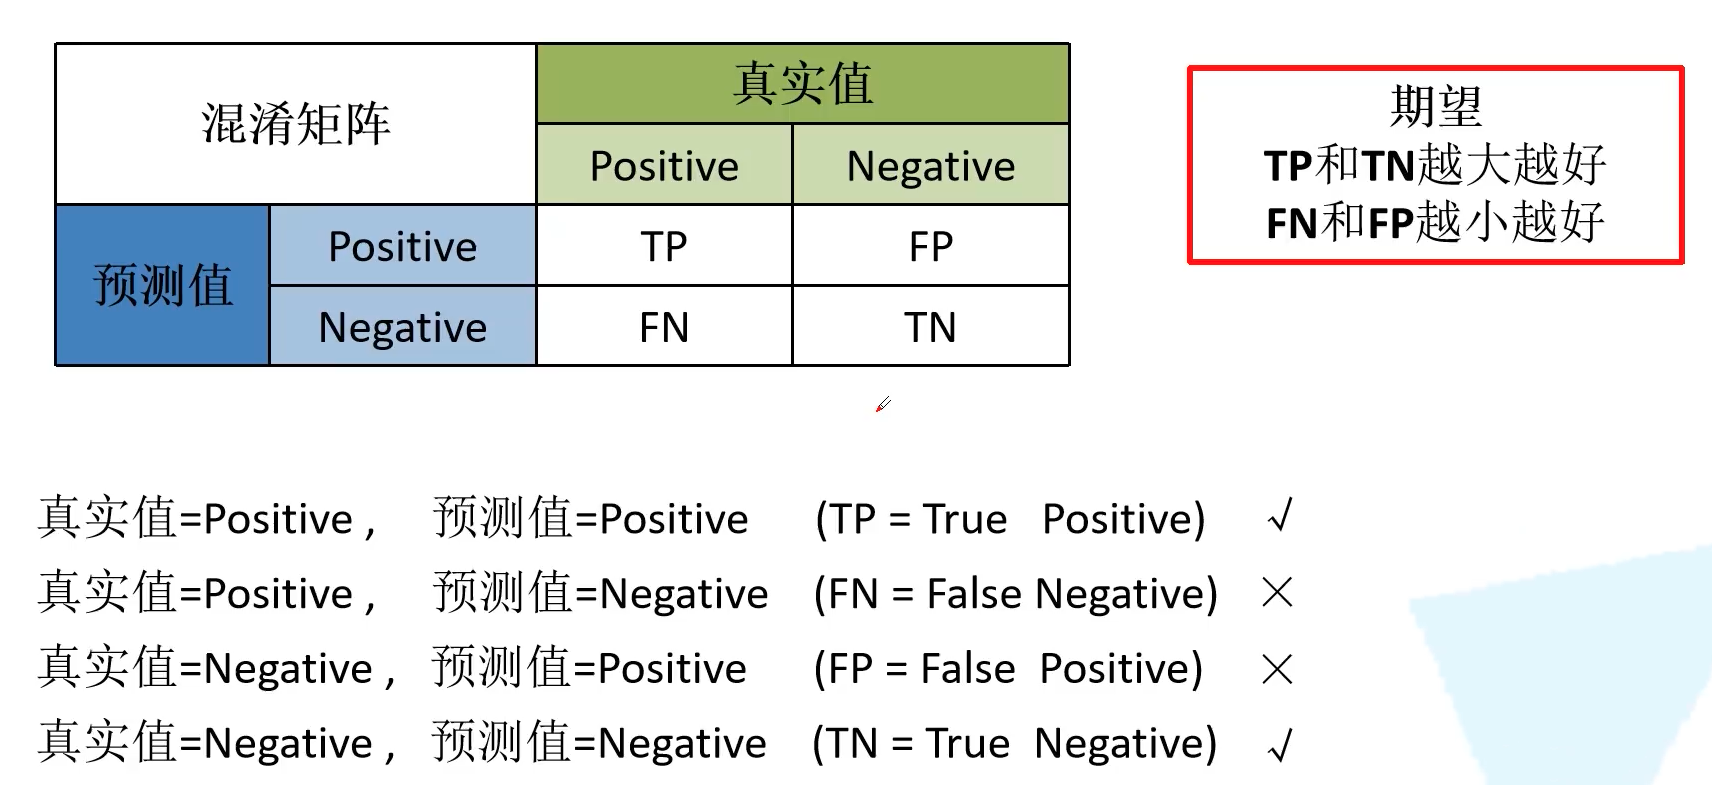 混淆矩阵
真实值
Positive Negative
预测值
Positive TP FP
Negative FN TN
期望
TP和TN越大越好
FN和FP越小越好
真实值=Positive , 预测值=Positive (TP = True Positive) √
真实值=Positive , 预测值=Negative (FN = False Negative) ×
真实值=Negative , 预测值=Positive (FP = False Positive) ×
真实值=Negative , 预测值=Negative (TN = True Negative) √